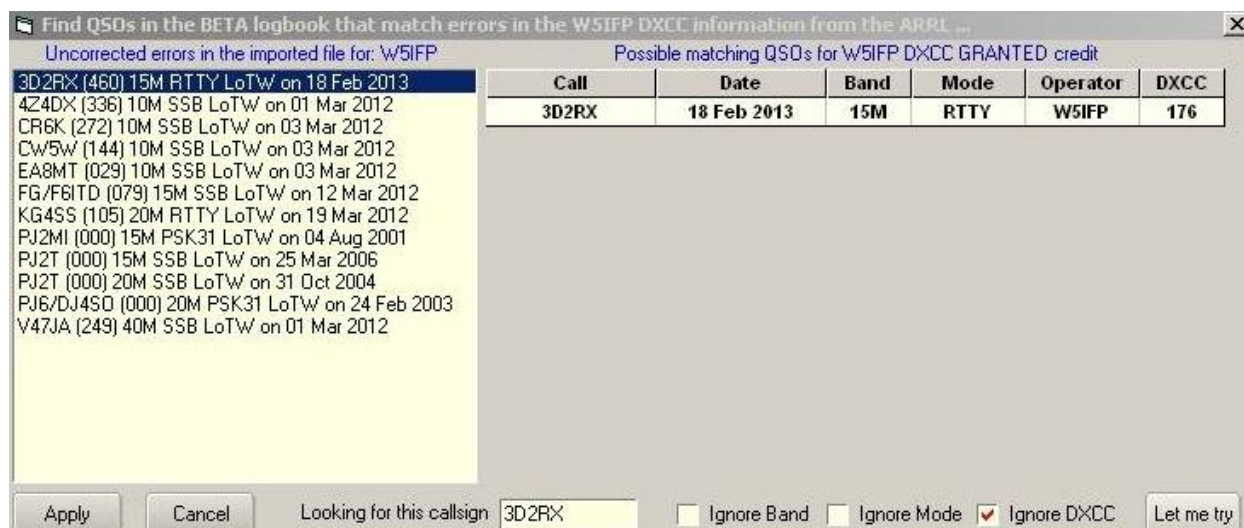 Find QSOs in the BETA logbook that match errors in the W5IFP DXCC information from the ARRL ...
Uncorrected errors in the imported file for: W5IFP
3D2RX (460) 15M RTTY LoTW on 18 Feb 2013
4Z4DX (336) 10M SSB LoTW on 01 Mar 2012
CR6K (272) 10M SSB LoTW on 03 Mar 2012
CW5W (144) 10M SSB LoTW on 03 Mar 2012
EA8MT (029) 10M SSB LoTW on 03 Mar 2012
FG/F6ITD (079) 15M SSB LoTW on 12 Mar 2012
KG4SS (105) 20M RTTY LoTW on 19 Mar 2012
PJ2MI (000) 15M PSK31 LoTW on 04 Aug 2001
PJ2T (000) 15M SSB LoTW on 25 Mar 2006
PJ2T (000) 20M SSB LoTW on 31 Oct 2004
PJ6/DJ4SO (000) 20M PSK31 LoTW on 24 Feb 2003
V47JA (249) 40M SSB LoTW on 01 Mar 2012
Possible matching QSOs for W5IFP DXCC GRANTED credit
Call Date Band Mode Operator DXCC
3D2RX 18 Feb 2013 15M RTTY W5IFP 176
Apply Cancel Looking for this callsign 3D2RX Ignore Band Ignore Mode Ignore DXCC Let me try